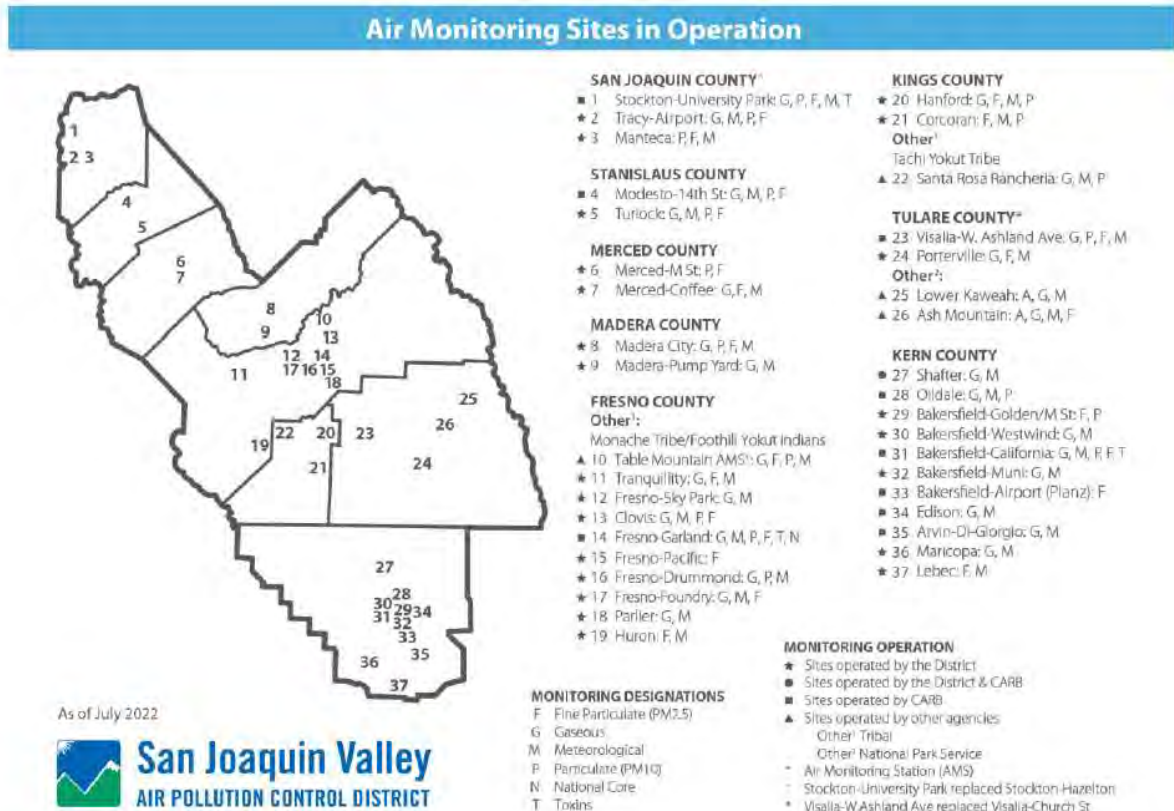 Air Monitoring Sites in Operation
SAN JOAQUIN COUNTY
■ 1 Stockton-University Park: G, P, F, M, T
★ 2 Tracy-Airport: G, M, P, F
★ 3 Manteca: P, F, M
STANISLAUS COUNTY
■ 4 Modesto-14th St: G, M, P, F
★ 5 Turlock: G, M, P, F
MERCED COUNTY
★ 6 Merced-M St: P, F
★ 7 Merced-Coffee: G, F, M
MADERA COUNTY
★ 8 Madera City: G, P, F, M
★ 9 Madera-Pump Yard: G, M
FRESNO COUNTY
Other¹:
Monache Tribe/Foothill Yokut Indians
▲ 10 Table Mountain AMS: G, F, P, M
★ 11 Tranquillity: G, F, M
★ 12 Fresno-Sky Park: G, M
★ 13 Clovis: G, M, P, F
■ 14 Fresno-Garland: G, M, P, F, T, N
★ 15 Fresno-Pacific: F
★ 16 Fresno-Drummond: G, P, M
★ 17 Fresno-Foundry: G, M, F
★ 18 Parlier: G, M
★ 19 Huron: F, M
KINGS COUNTY
★ 20 Hanford: G, F, M, P
★ 21 Corcoran: F, M, P
Other¹
Tachi Yokut Tribe
▲ 22 Santa Rosa Rancheria: G, M, P
TULARE COUNTY
■ 23 Visalia-W. Ashland Ave: G, P, F, M
★ 24 Porterville: G, F, M
Other²:
▲ 25 Lower Kaweah: A, G, M
▲ 26 Ash Mountain: A, G, M, F
KERN COUNTY
● 27 Shafter: G, M
■ 28 Oildale: G, M, P
★ 29 Bakersfield-Golden/M St: F, P
★ 30 Bakersfield-Westwind: G, M
■ 31 Bakersfield-California: G, M, P, F, T
★ 32 Bakersfield-Muni: G, M
■ 33 Bakersfield-Airport (Planz): F
■ 34 Edison: G, M
■ 35 Arvin-Di-Giorgio: G, M
★ 36 Maricopa: G, M
★ 37 Lebec: F, M
1
2 3
4
5
6
7
8
9
10
13
12 14
11 17 16 15
18
19 22 20 23 25
26
21 24
27
28
30 29 34
31 32
33
36 35
37
As of July 2022
San Joaquin Valley
AIR POLLUTION CONTROL DISTRICT
MONITORING DESIGNATIONS
F Fine Particulate (PM2.5)
G Gaseous
M Meteorological
P Particulate (PM10)
N National Core
T Toxins
MONITORING OPERATION
★ Sites operated by the District
● Sites operated by the District & CARB
■ Sites operated by CARB
▲ Sites operated by other agencies
Other¹ Tribal
Other² National Park Service
Air Monitoring Station (AMS)
Stockton-University Park replaced Stockton-Hazelton
Visalia-W Ashland Ave replaced Visalia-Church St